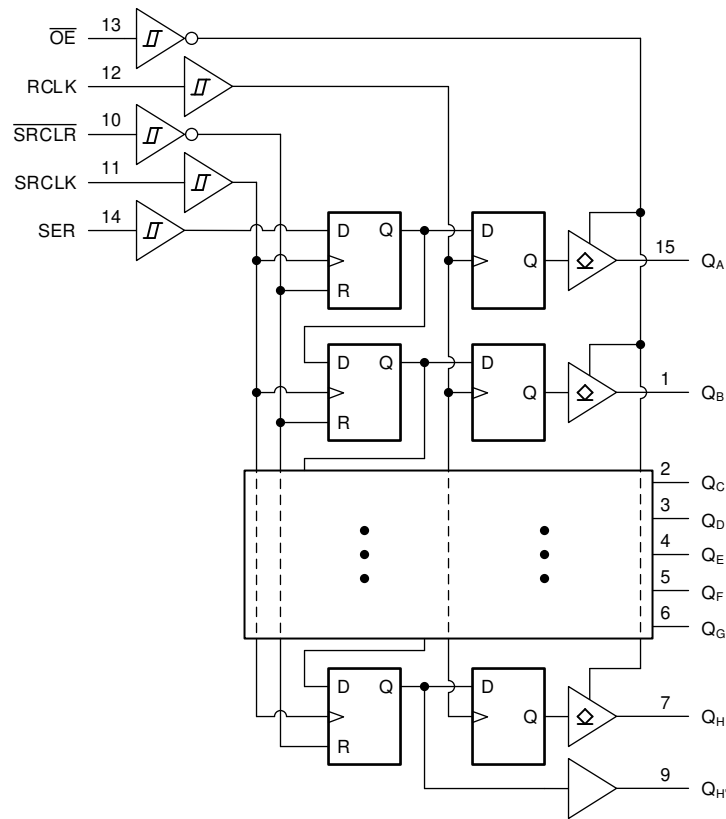 OE 13
RCLK 12
SRCLR 10
SRCLK 11
SER 14
D Q D
Q
R
15 QA
D Q D
Q
R
1 QB
2 QC
3 QD
4 QE
5 QF
6 QG
D Q D
Q
R
7 QH
9 QH'